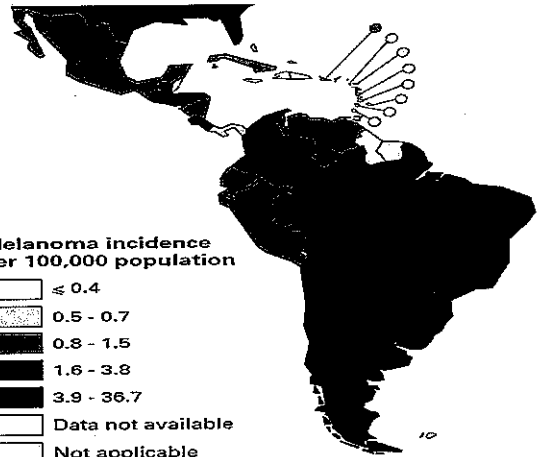 elanoma incidence
er 100,000 population
≤ 0.4
0.5 - 0.7
0.8 - 1.5
1.6 - 3.8
3.9 - 36.7
Data not available
Not applicable
10